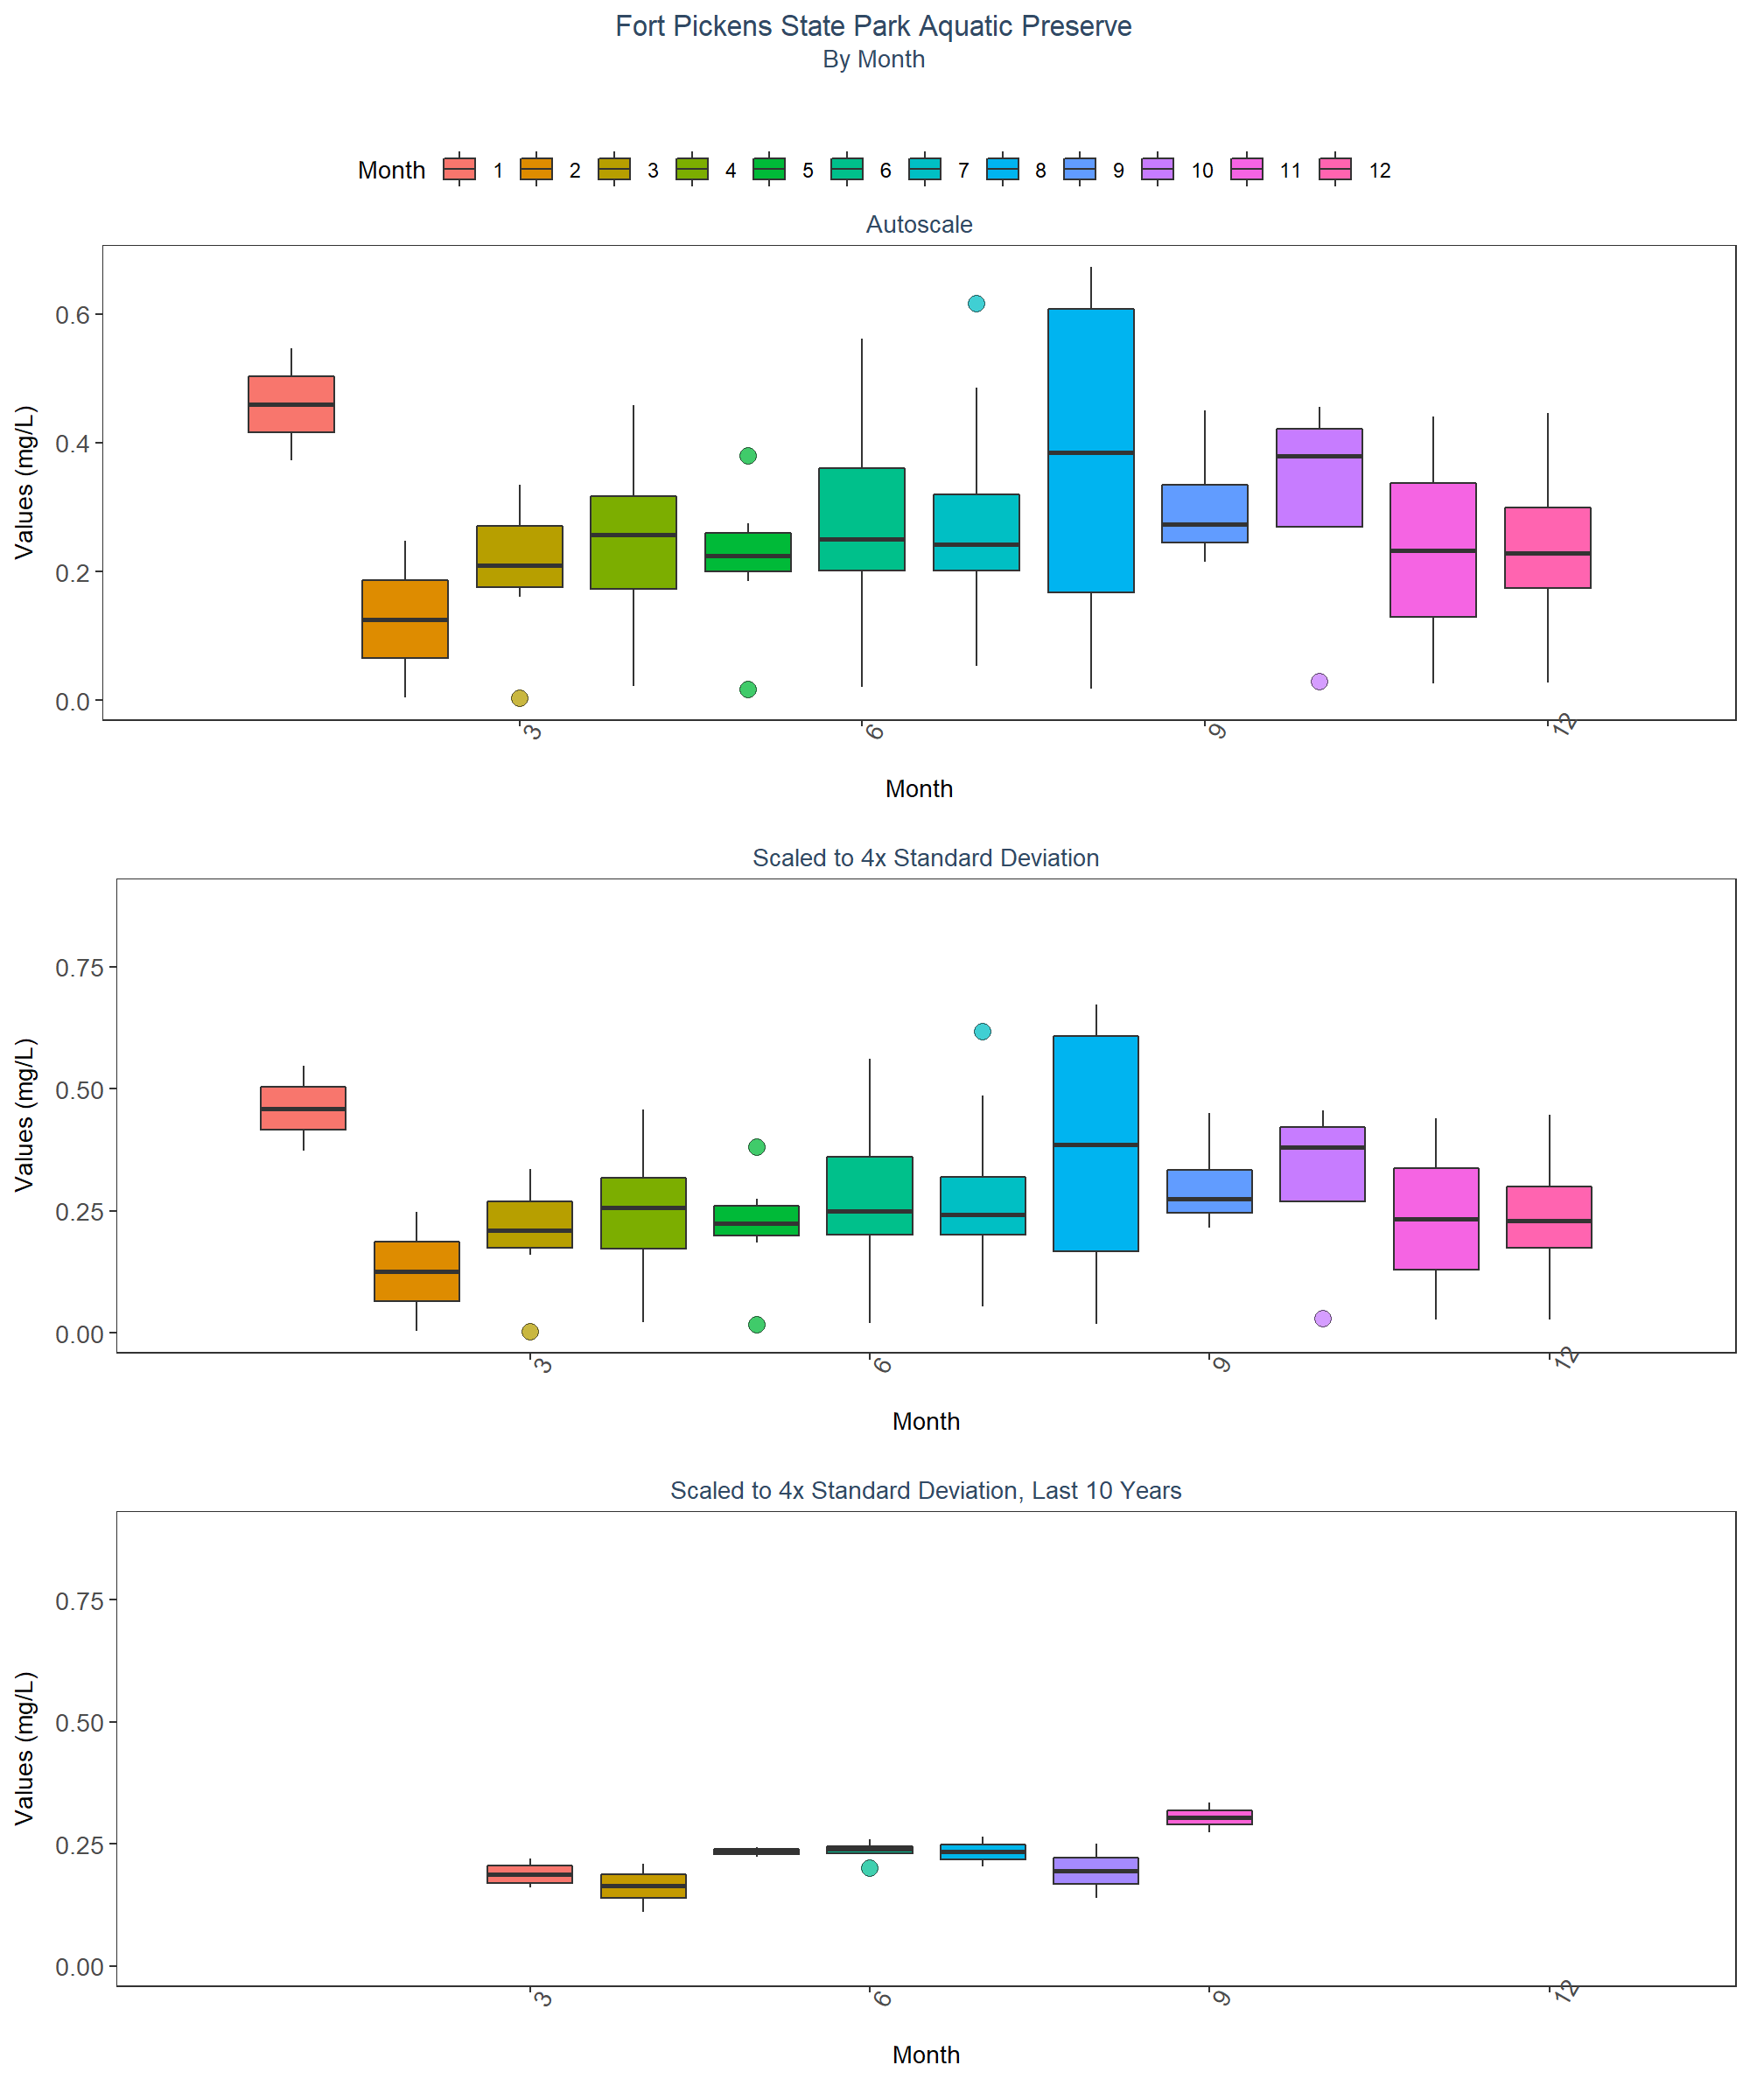 Fort Pickens State Park Aquatic Preserve
By Month
Month 1 2 3 4 5 6 7 8 9 10 11 12
Autoscale
Values (mg/L)
0.6
0.4
0.2
0.0
3 6 9 12
Month
Scaled to 4x Standard Deviation
Values (mg/L)
0.75
0.50
0.25
0.00
3 6 9 12
Month
Scaled to 4x Standard Deviation, Last 10 Years
Values (mg/L)
0.75
0.50
0.25
0.00
3 6 9 12
Month